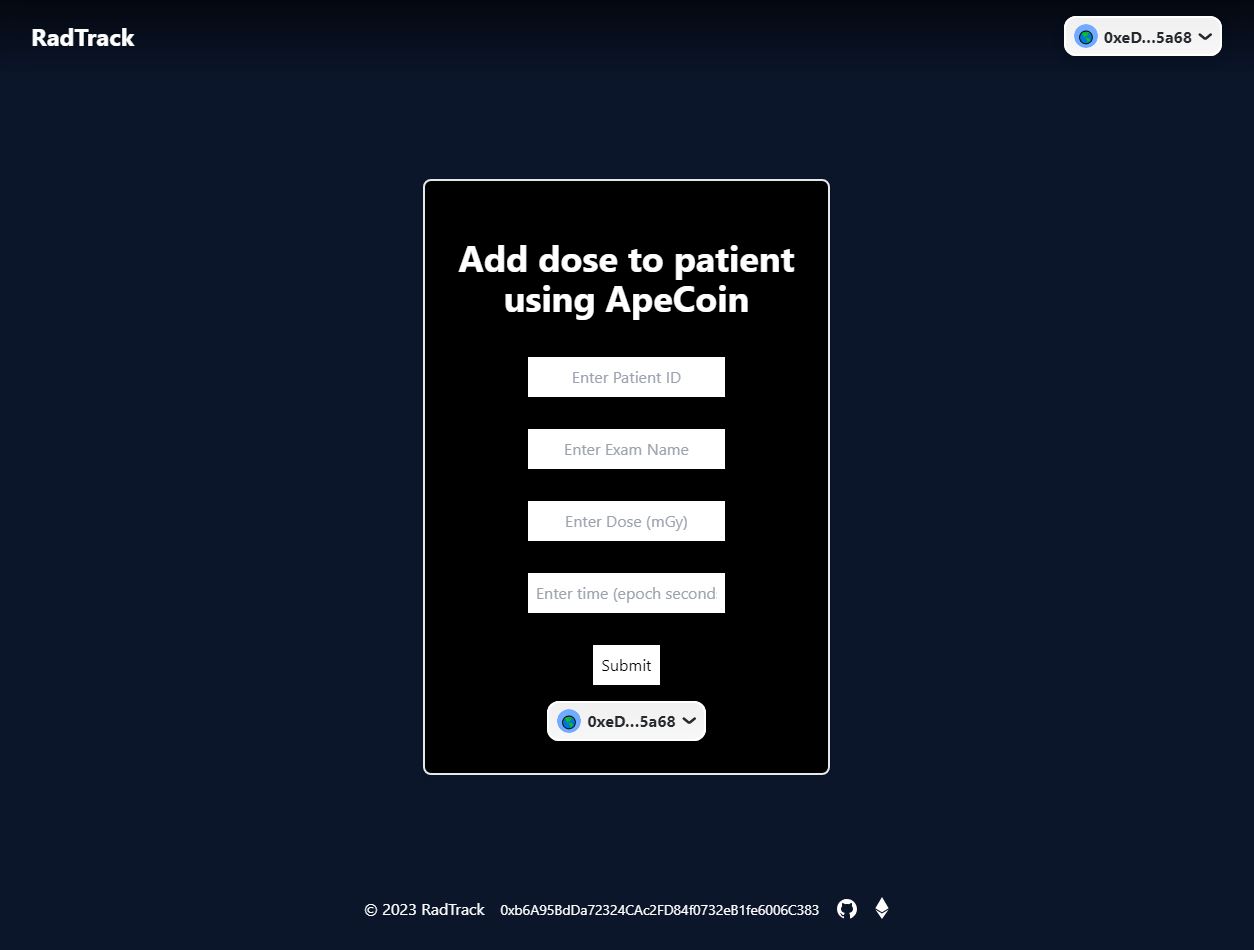 RadTrack
0xeD...5a68
Add dose to patient
using ApeCoin
Enter Patient ID
Enter Exam Name
Enter Dose (mGy)
Enter time (epoch second
Submit
0xeD...5a68
© 2023 RadTrack 0xb6A95BdDa72324CAc2FD84f0732eB1fe6006C383